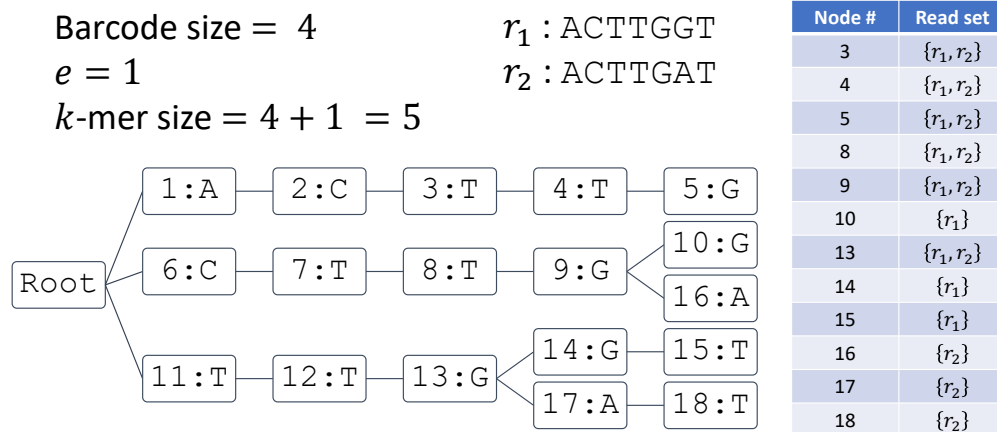 Barcode size = 4
e = 1
k-mer size = 4 + 1 = 5
r₁ : ACTTGGT
r₂ : ACTTGAT
Root
1:A 2:C 3:T 4:T 5:G
6:C 7:T 8:T 9:G 10:G
16:A
11:T 12:T 13:G 14:G 15:T
17:A 18:T
Node # Read set
3 {r₁, r₂}
4 {r₁, r₂}
5 {r₁, r₂}
8 {r₁, r₂}
9 {r₁, r₂}
10 {r₁}
13 {r₁, r₂}
14 {r₁}
15 {r₁}
16 {r₂}
17 {r₂}
18 {r₂}